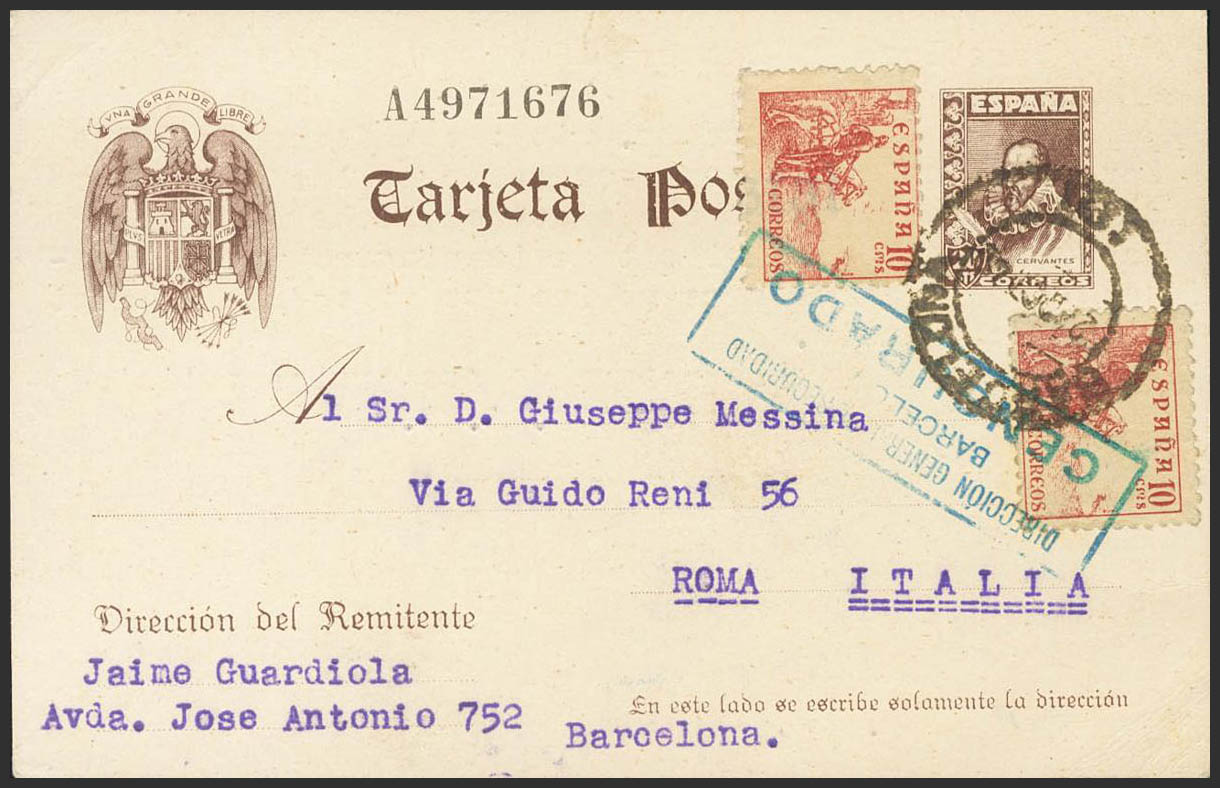 VNA GRANDE LIBRE
PLVS VLTRA
A4971676
Tarjeta Pos
ESPAÑA
CORREOS
10
CTS
ESPAÑA
CERVANTES
20
CORREOS
ESPAÑA
CORREOS
10
CTS
DIRECCIÓN GENERAL SEGURIDAD
BARCELO
CENSURADO
Al Sr. D. Giuseppe Messina
Via Guido Reni 56
ROMA ITALIA
Dirección del Remitente
Jaime Guardiola
Avda. Jose Antonio 752
Barcelona.
En este lado se escribe solamente la dirección